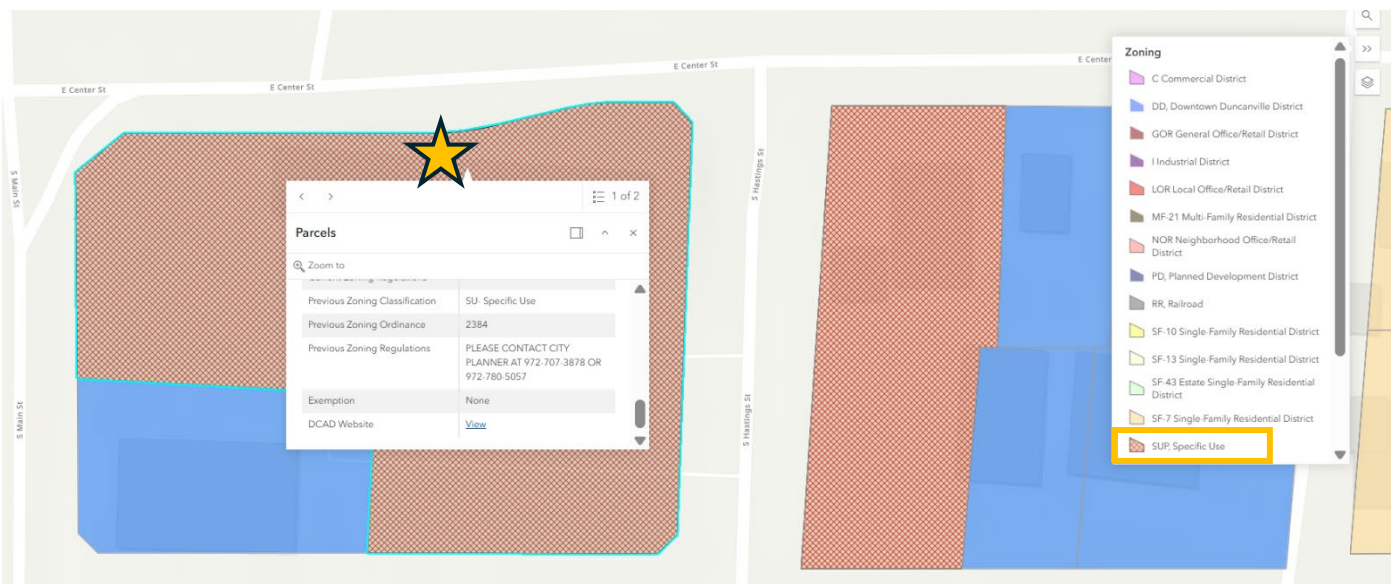 E Center St
E Center St
E Center St
E Center
S Main St
S Main St
S Hastings St
S Hastings St
1 of 2
Parcels
Zoom to
Current Zoning Regulations
Previous Zoning Classification SU- Specific Use
Previous Zoning Ordinance 2384
Previous Zoning Regulations PLEASE CONTACT CITY
PLANNER AT 972-707-3878 OR
972-780-5057
Exemption None
DCAD Website View
Zoning
C Commercial District
DD, Downtown Duncanville District
GOR General Office/Retail District
I Industrial District
LOR Local Office/Retail District
MF-21 Multi-Family Residential District
NOR Neighborhood Office/Retail
District
PD, Planned Development District
RR, Railroad
SF-10 Single-Family Residential District
SF-13 Single-Family Residential District
SF-43 Estate Single-Family Residential
District
SF-7 Single-Family Residential District
SUP, Specific Use